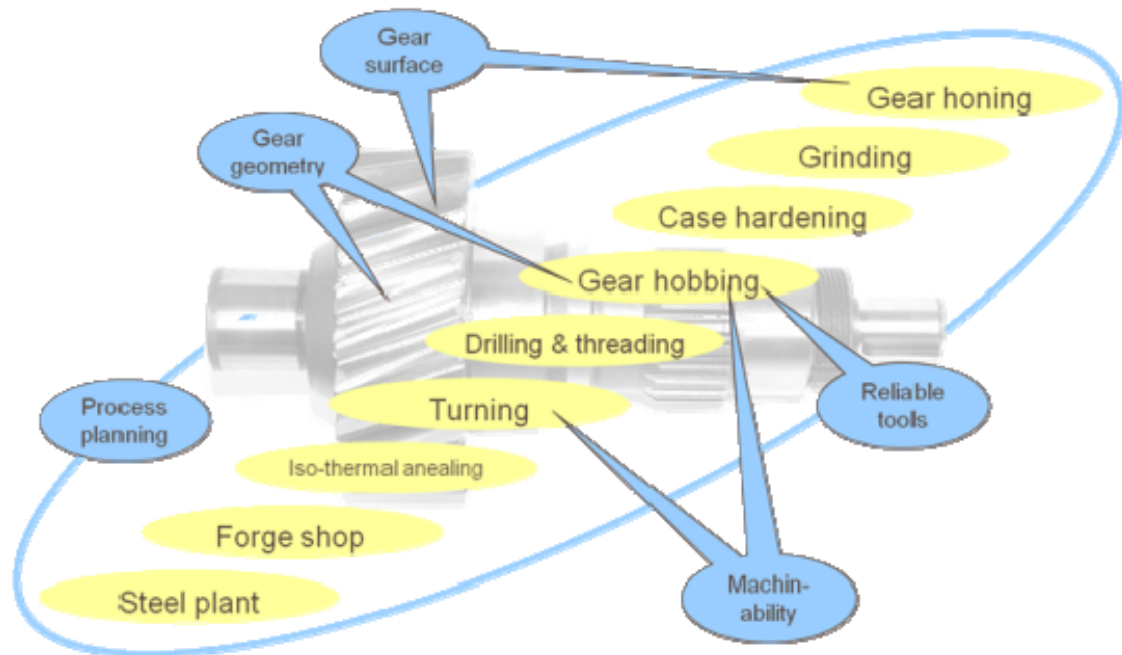 Gear
surface
Gear honing
Gear
geometry
Grinding
Case hardening
Gear hobbing
Drilling & threading
Process
planning
Turning
Reliable
tools
Iso-thermal anealing
Forge shop
Machin-
ability
Steel plant